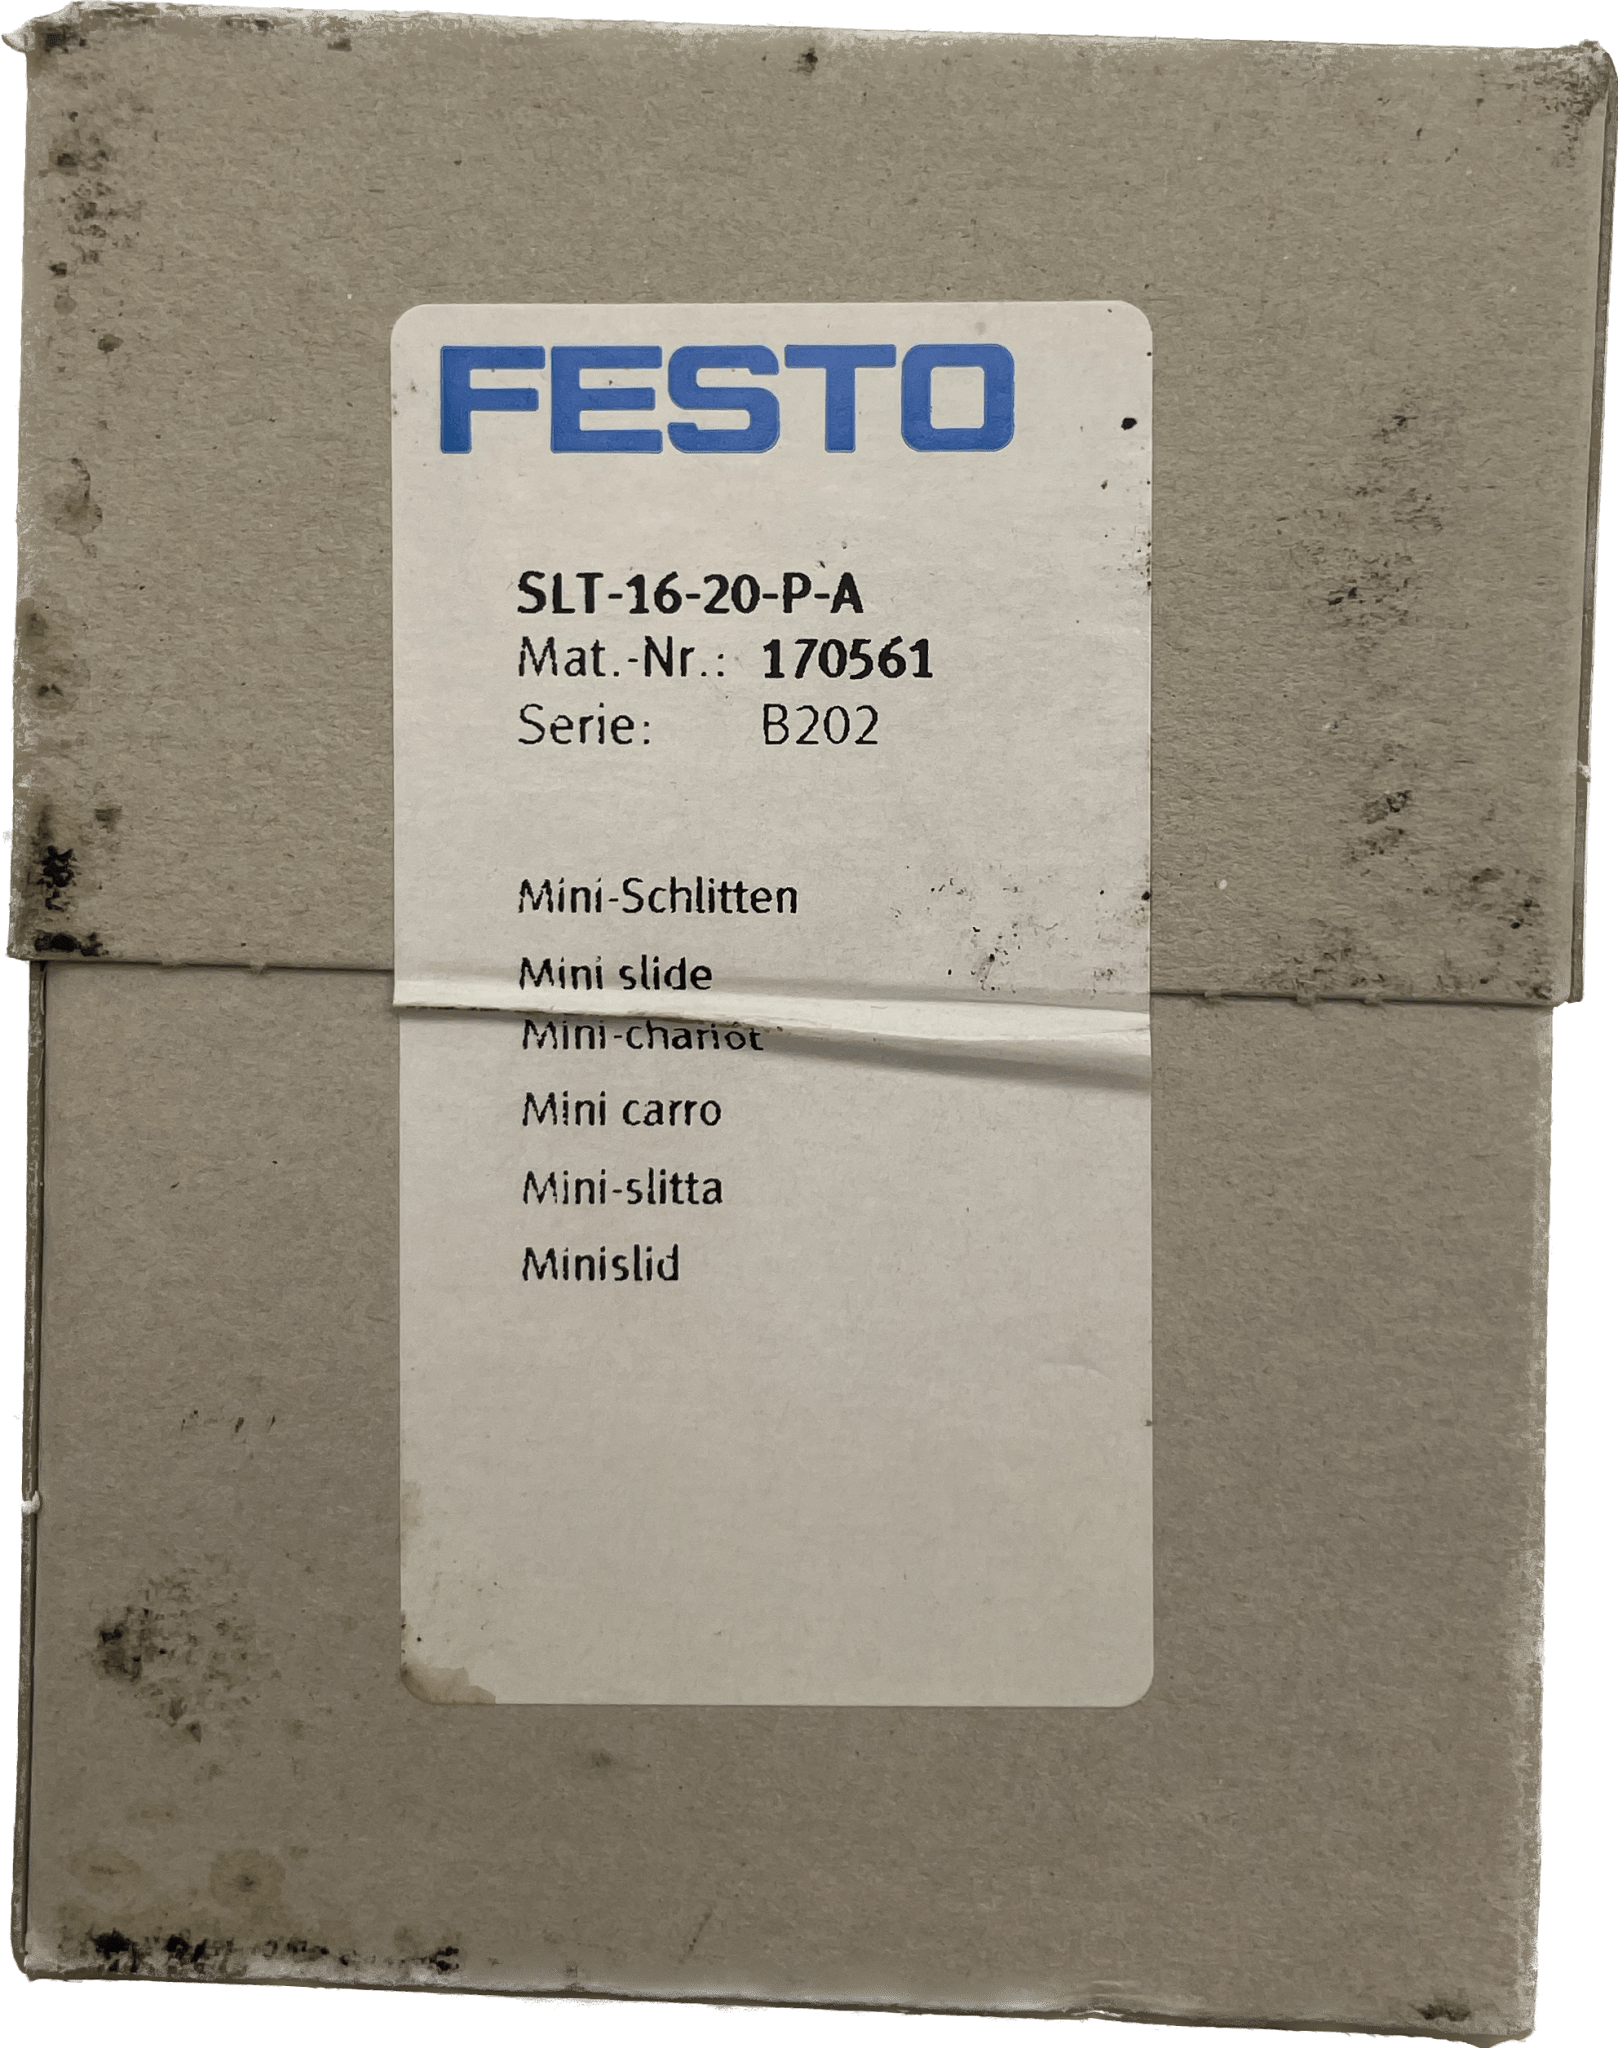 FESTO
SLT-16-20-P-A
Mat.-Nr.: 170561
Serie: B202
Mini-Schlitten
Mini slide
Mini-chariot
Mini carro
Mini-slitta
Minislid